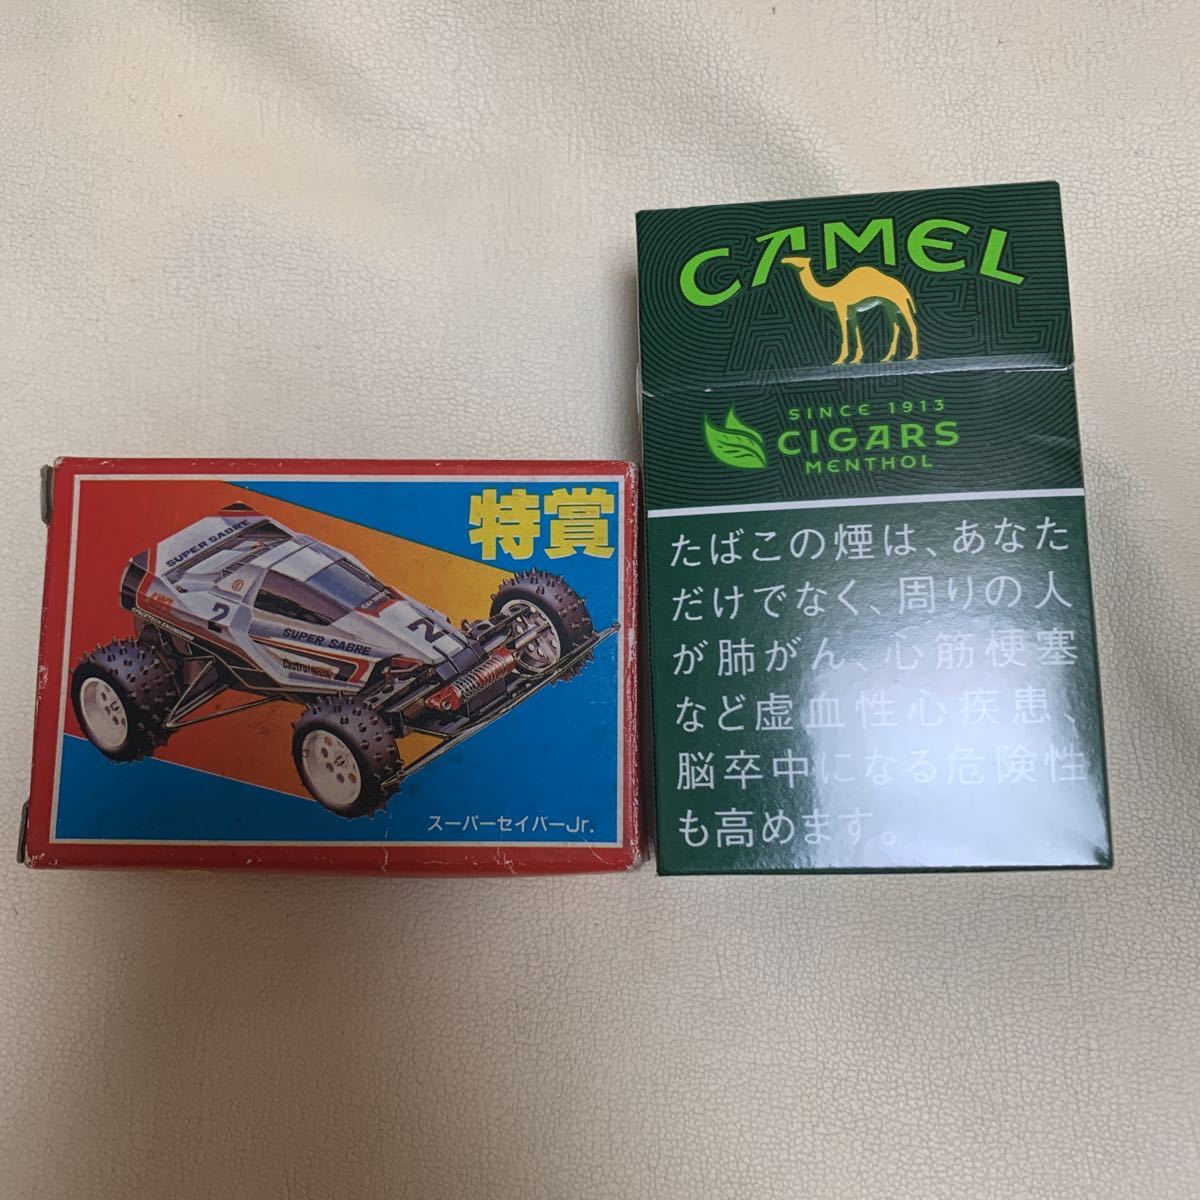 特賞
SUPER SABRE
2
SUPER SABRE
2
Castrol
スーパーセイバーJr.
CAMEL
SINCE 1913
CIGARS
MENTHOL
たばこの煙は、あなた
だけでなく、周りの人
が肺がん、心筋梗塞
など虚血性心疾患、
脳卒中になる危険性
も高めます。